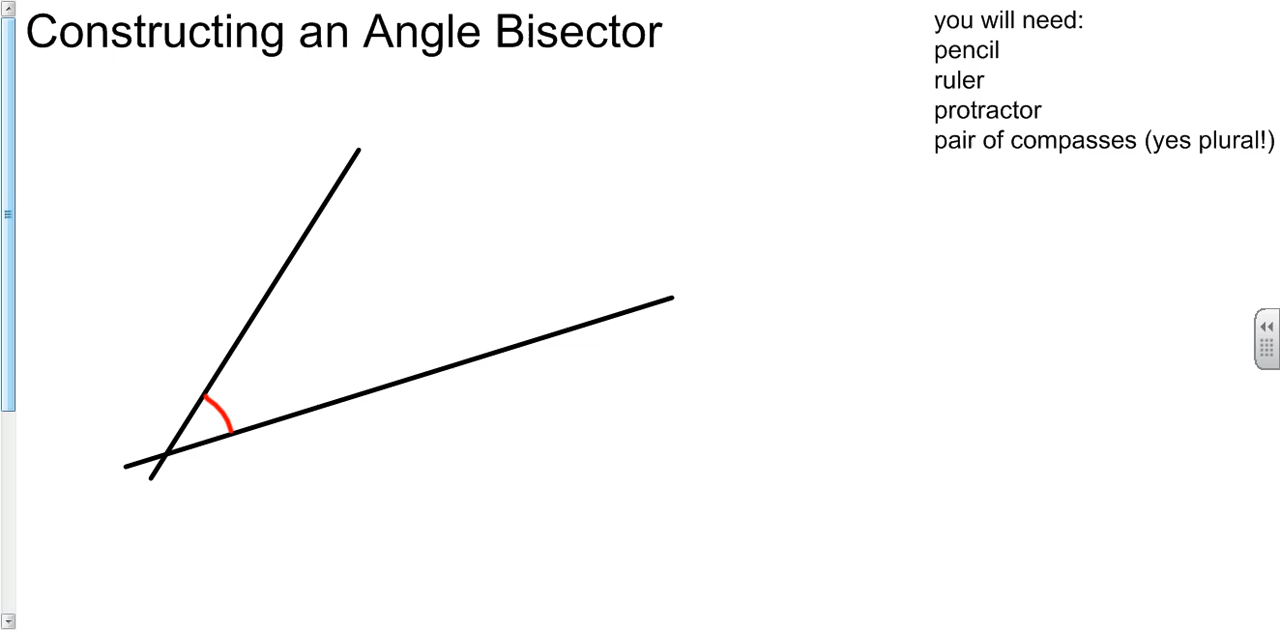 Constructing an Angle Bisector
you will need:
pencil
ruler
protractor
pair of compasses (yes plural!)